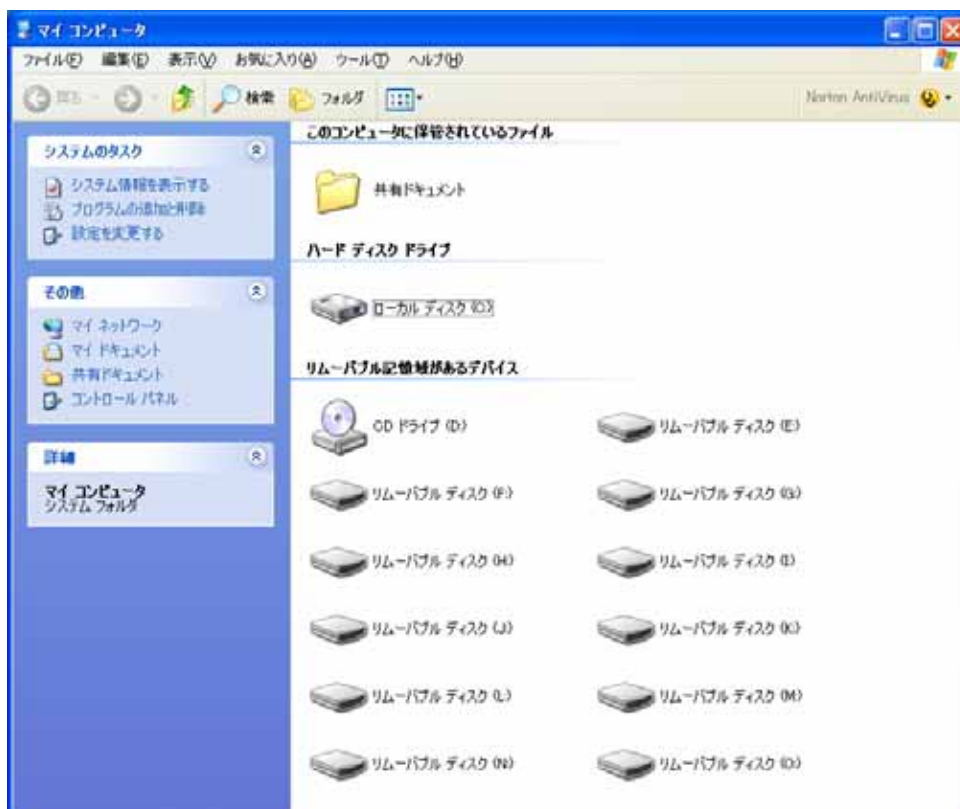 マイ コンピュータ
ファイル(F) 編集(E) 表示(V) お気に入り(A) ツール(T) ヘルプ(H)
戻る 検索 フォルダ Norton AntiVirus
システムのタスク
システム情報を表示する
プログラムの追加と削除
設定を変更する
その他
マイ ネットワーク
マイ ドキュメント
共有ドキュメント
コントロール パネル
詳細
マイ コンピュータ
システム フォルダ
このコンピュータに保管されているファイル
共有ドキュメント
ハード ディスク ドライブ
ローカル ディスク (C:)
リムーバブル記憶域があるデバイス
CD ドライブ (D:) リムーバブル ディスク (E:)
リムーバブル ディスク (F:) リムーバブル ディスク (G:)
リムーバブル ディスク (H:) リムーバブル ディスク (I:)
リムーバブル ディスク (J:) リムーバブル ディスク (K:)
リムーバブル ディスク (L:) リムーバブル ディスク (M:)
リムーバブル ディスク (N:) リムーバブル ディスク (O:)